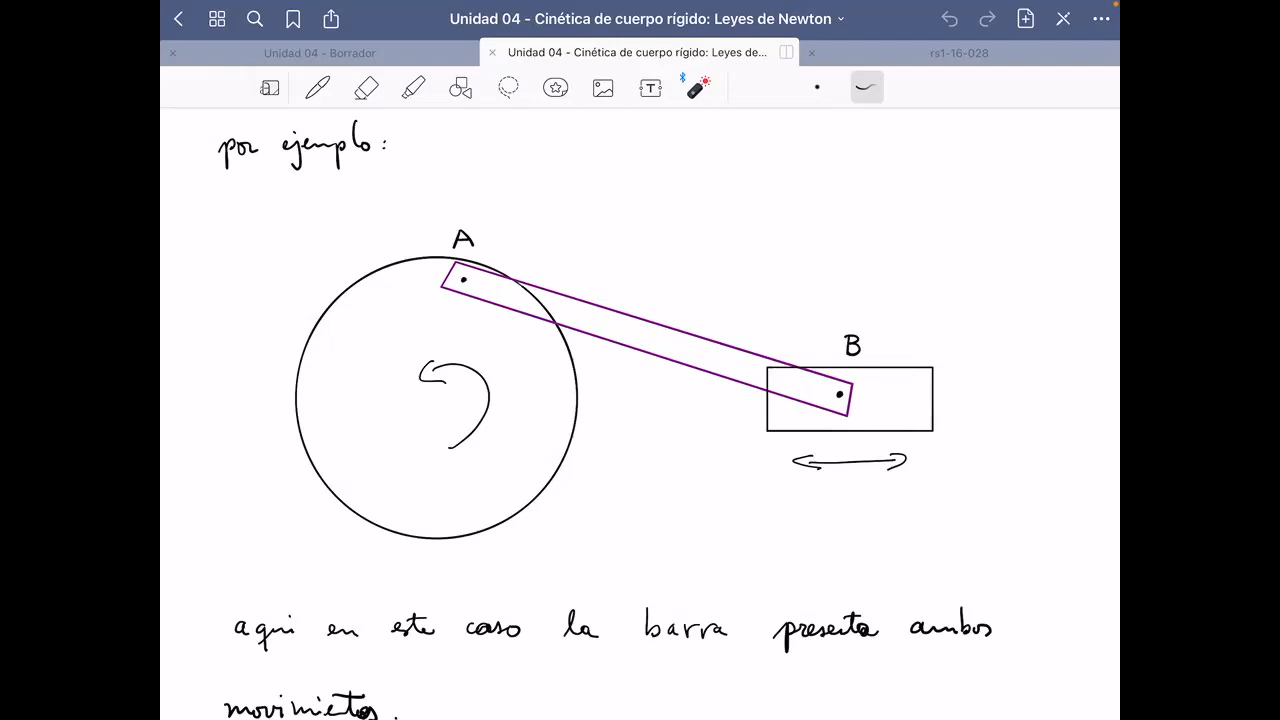 Unidad 04 - Cinética de cuerpo rígido: Leyes de Newton
Unidad 04 - Borrador
Unidad 04 - Cinética de cuerpo rígido: Leyes de...
rs1-16-028
T
por ejemplo:
A
B
aqui en este caso la barra presenta ambos
movimientos.